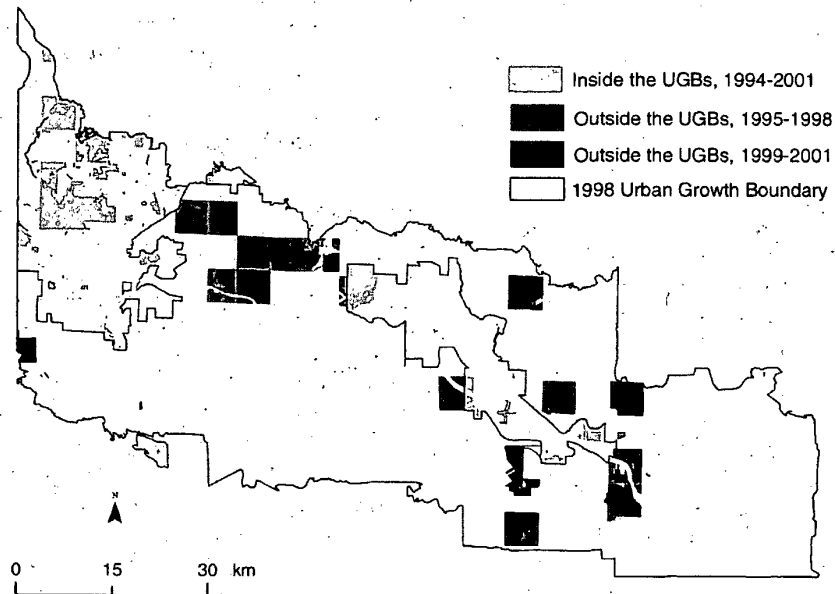 Inside the UGBs, 1994-2001
Outside the UGBs, 1995-1998
Outside the UGBs, 1999-2001
1998 Urban Growth Boundary
N
0 15 30 km